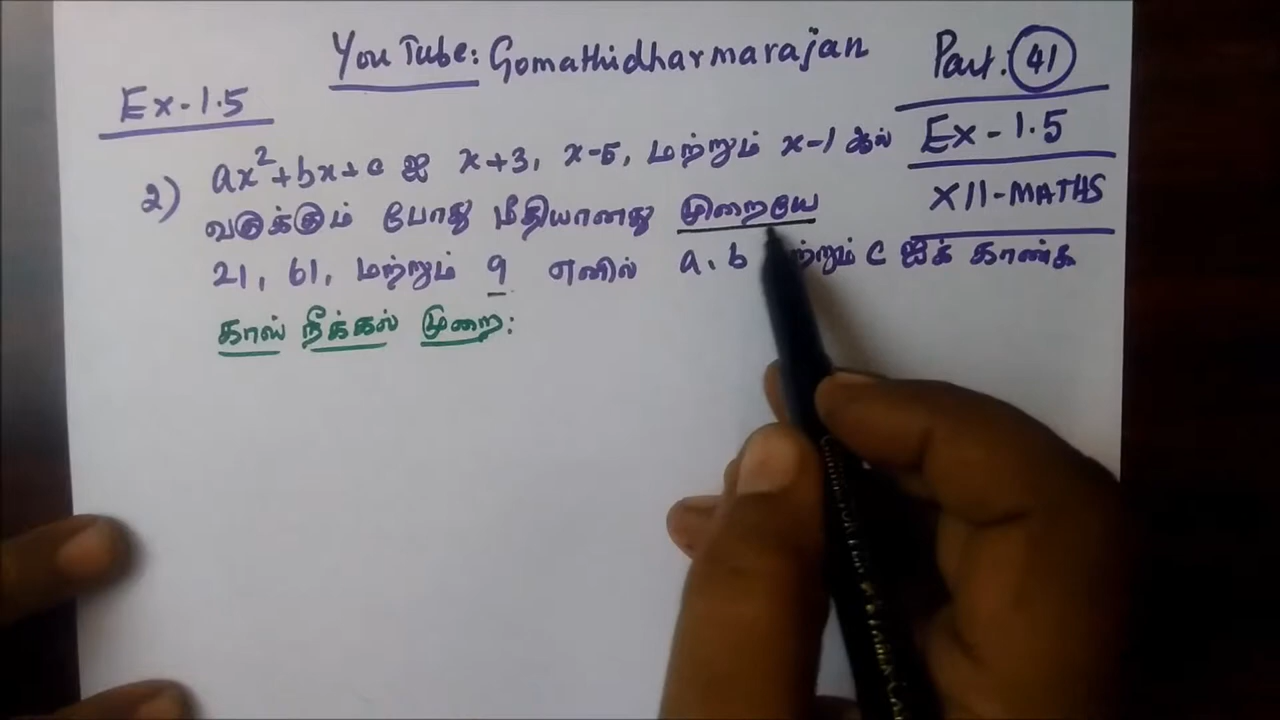 YouTube: Gomathidharmarajan
Part: 41
Ex-1.5
Ex-1.5
XII-MATHS
2) ax²+bx+c ஐ x+3, x-5, மற்றும் x-1 கல்
வகுக்கும் போது மீதியானது முறையே
21, 61, மற்றும் 9 எனில் a, b மற்றும் c ஐக் காண்க
காஸ் நீக்கல் முறை: